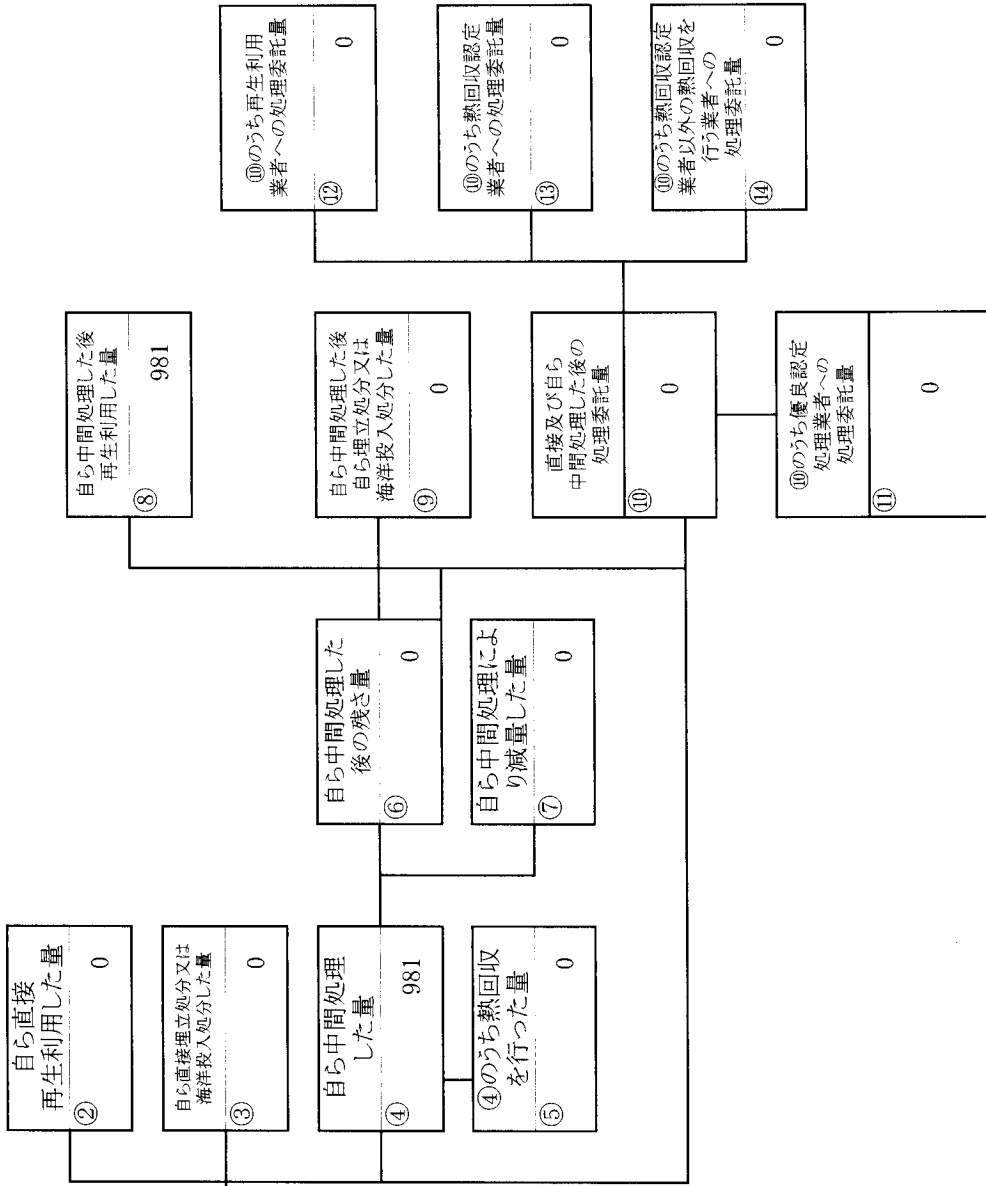 自ら直接
再生利用した量
②
0
自ら直接埋立処分又は
海洋投入処分した量
③
0
自ら中間処理
した量
④
981
④のうち熱回収
を行った量
⑤
0
自ら中間処理した
後の残さ量
⑥
0
自ら中間処理によ
り減量した量
⑦
0
自ら中間処理した後
再生利用した量
⑧
981
自ら中間処理した後
自ら埋立処分又は
海洋投入処分した量
⑨
0
直接及び自ら
中間処理した後の
処理委託量
⑩
0
⑩のうち優良認定
処理業者への
処理委託量
⑪
0
⑩のうち再生利用
業者への処理委託量
⑫
0
⑩のうち熱回収認定
業者への処理委託量
⑬
0
⑩のうち熱回収認定
業者以外の熱回収を
行う業者への
処理委託量
⑭
0